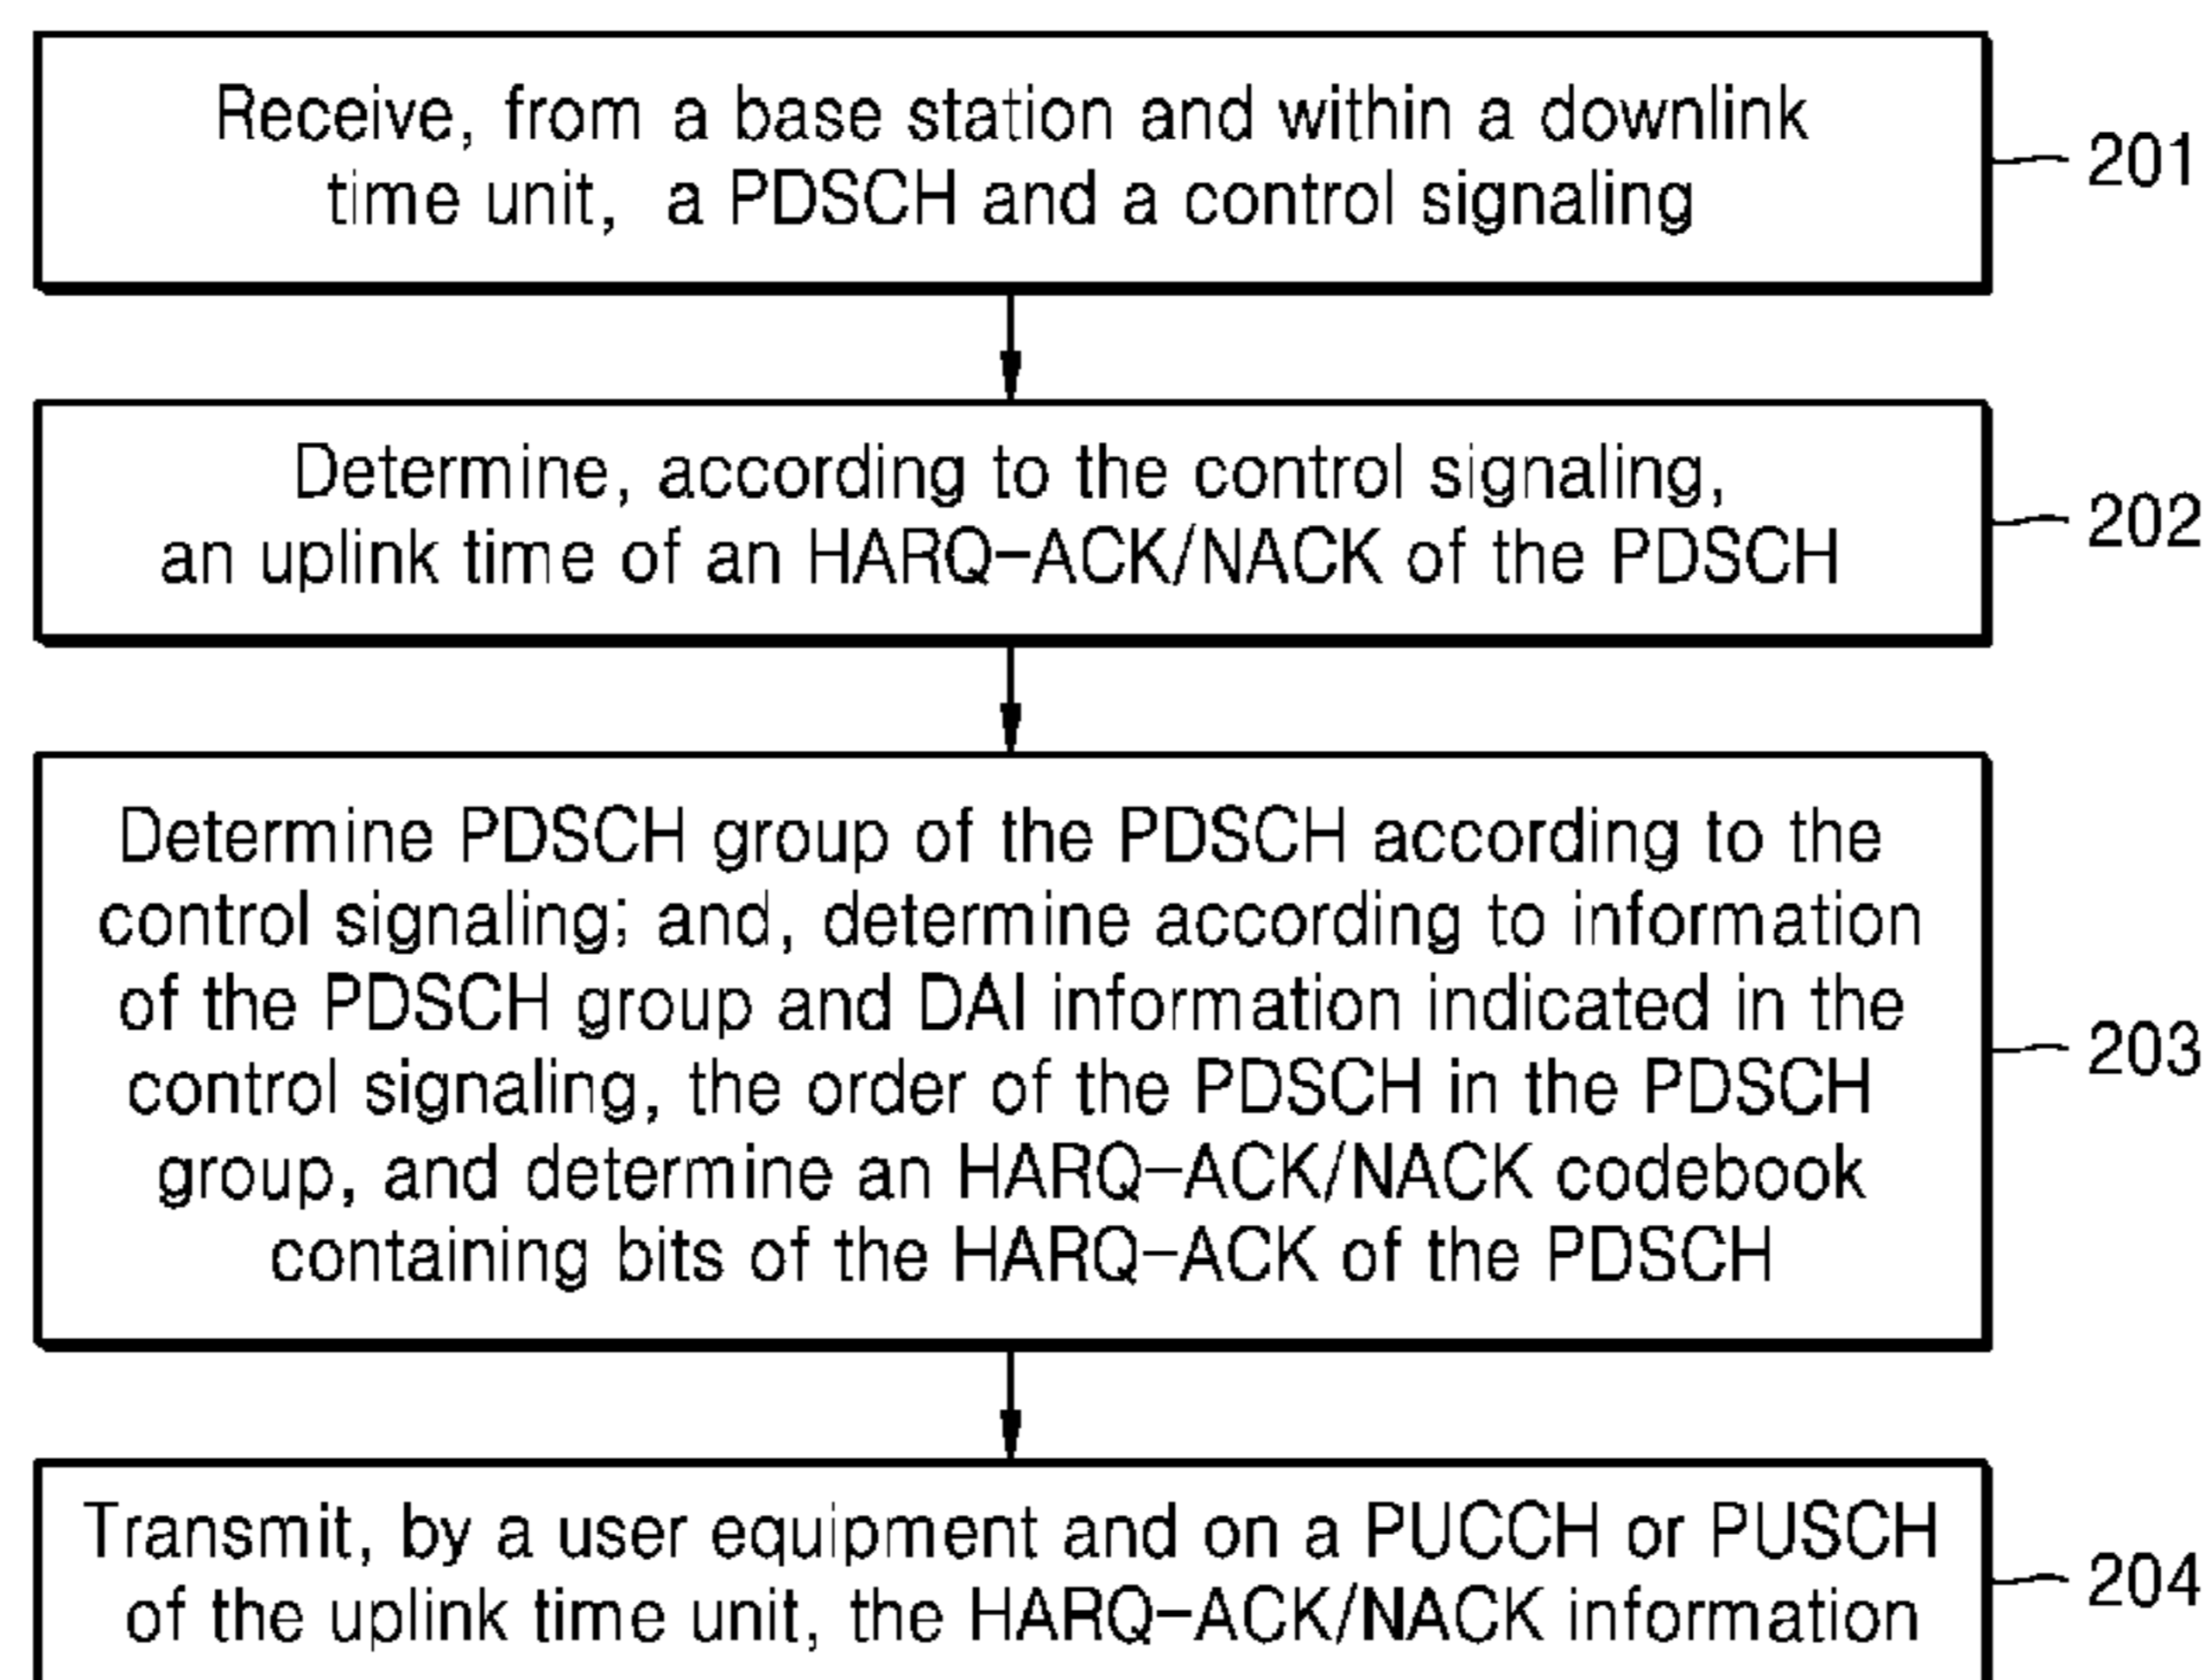 Receive, from a base station and within a downlink
time unit, a PDSCH and a control signaling
201
Determine, according to the control signaling,
an uplink time of an HARQ-ACK/NACK of the PDSCH
202
Determine PDSCH group of the PDSCH according to the
control signaling; and, determine according to information
of the PDSCH group and DAI information indicated in the
control signaling, the order of the PDSCH in the PDSCH
group, and determine an HARQ-ACK/NACK codebook
containing bits of the HARQ-ACK of the PDSCH
203
Transmit, by a user equipment and on a PUCCH or PUSCH
of the uplink time unit, the HARQ-ACK/NACK information
204